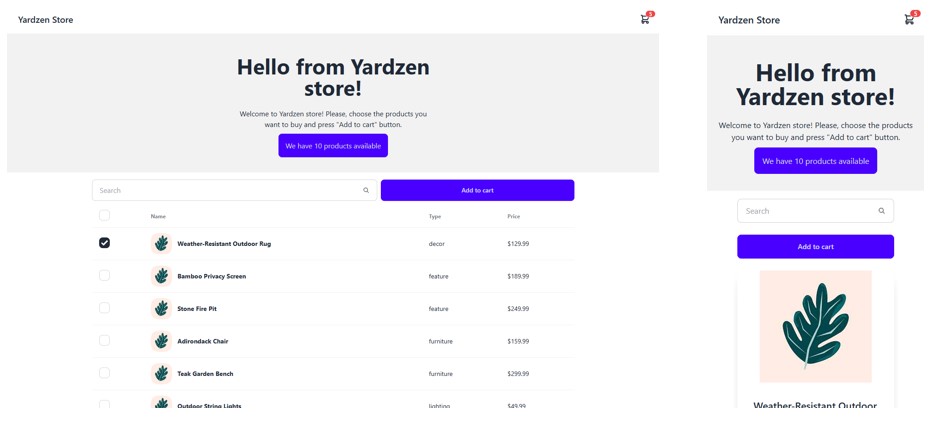 Yardzen Store
5
Hello from Yardzen
store!
Welcome to Yardzen store! Please, choose the products you
want to buy and press "Add to cart" button.
We have 10 products available
Search
Add to cart
Name Type Price
Weather-Resistant Outdoor Rug decor $129.99
Bamboo Privacy Screen feature $189.99
Stone Fire Pit feature $249.99
Adirondack Chair furniture $159.99
Teak Garden Bench furniture $299.99
Outdoor String Lights lighting $49.99
Yardzen Store
5
Hello from
Yardzen store!
Welcome to Yardzen store! Please, choose the products
you want to buy and press "Add to cart" button.
We have 10 products available
Search
Add to cart
Weather-Resistant Outdoor